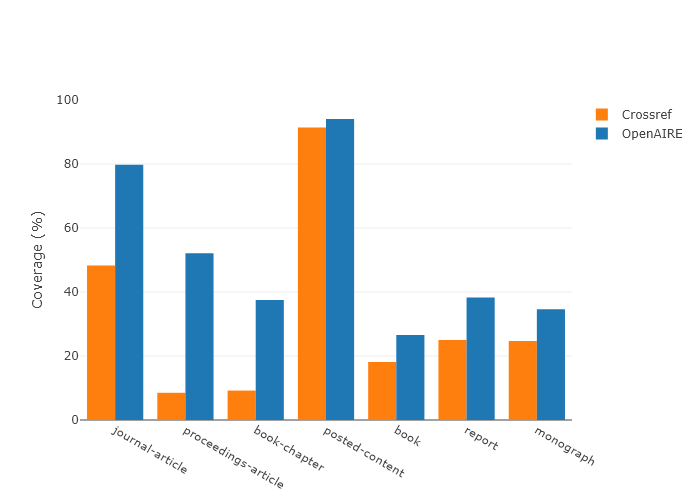 100
80
60
40
20
0
Coverage (%)
journal-article
proceedings-article
book-chapter
posted-content
book
report
monograph
Crossref
OpenAIRE